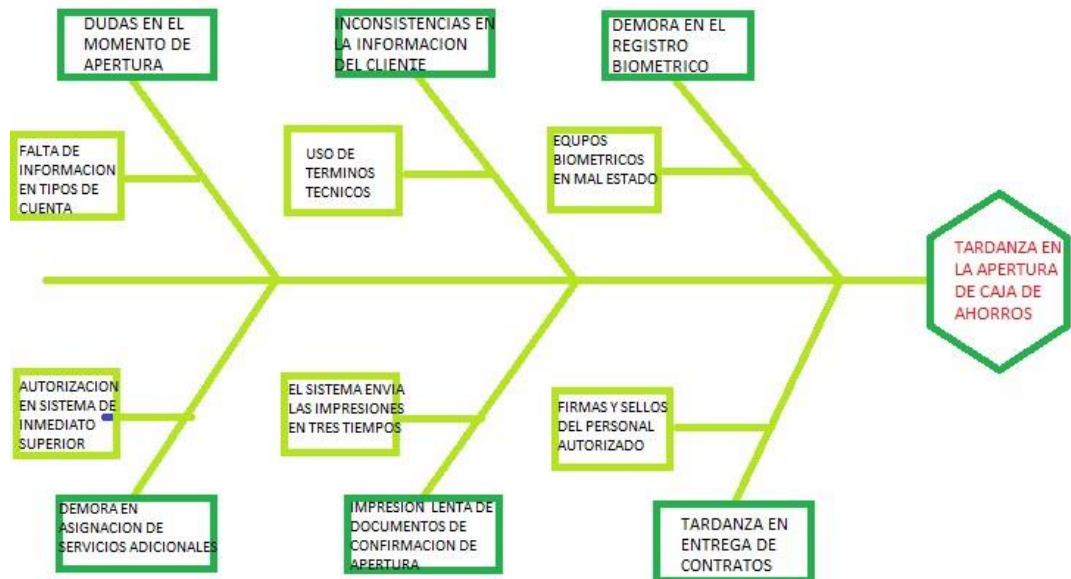 DUDAS EN EL
MOMENTO DE
APERTURA
INCONSISTENCIAS EN
LA INFORMACION
DEL CLIENTE
DEMORA EN EL
REGISTRO
BIOMETRICO
FALTA DE
INFORMACION
EN TIPOS DE
CUENTA
USO DE
TERMINOS
TECNICOS
EQUPOS
BIOMETRICOS
EN MAL ESTADO
TARDANZA EN
LA APERTURA
DE CAJA DE
AHORROS
AUTORIZACION
EN SISTEMA DE
INMEDIATO
SUPERIOR
EL SISTEMA ENVIA
LAS IMPRESIONES
EN TRES TIEMPOS
FIRMAS Y SELLOS
DEL PERSONAL
AUTORIZADO
DEMORA EN
ASIGNACION DE
SERVICIOS ADICIONALES
IMPRESION LENTA DE
DOCUMENTOS DE
CONFIRMACION DE
APERTURA
TARDANZA EN
ENTREGA DE
CONTRATOS